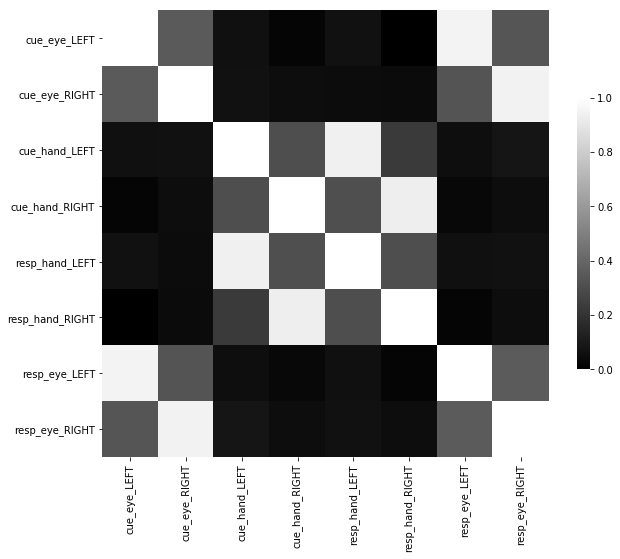 cue_eye_LEFT
cue_eye_RIGHT
cue_hand_LEFT
cue_hand_RIGHT
resp_hand_LEFT
resp_hand_RIGHT
resp_eye_LEFT
resp_eye_RIGHT
cue_eye_LEFT
cue_eye_RIGHT
cue_hand_LEFT
cue_hand_RIGHT
resp_hand_LEFT
resp_hand_RIGHT
resp_eye_LEFT
resp_eye_RIGHT
1.0
0.8
0.6
0.4
0.2
0.0